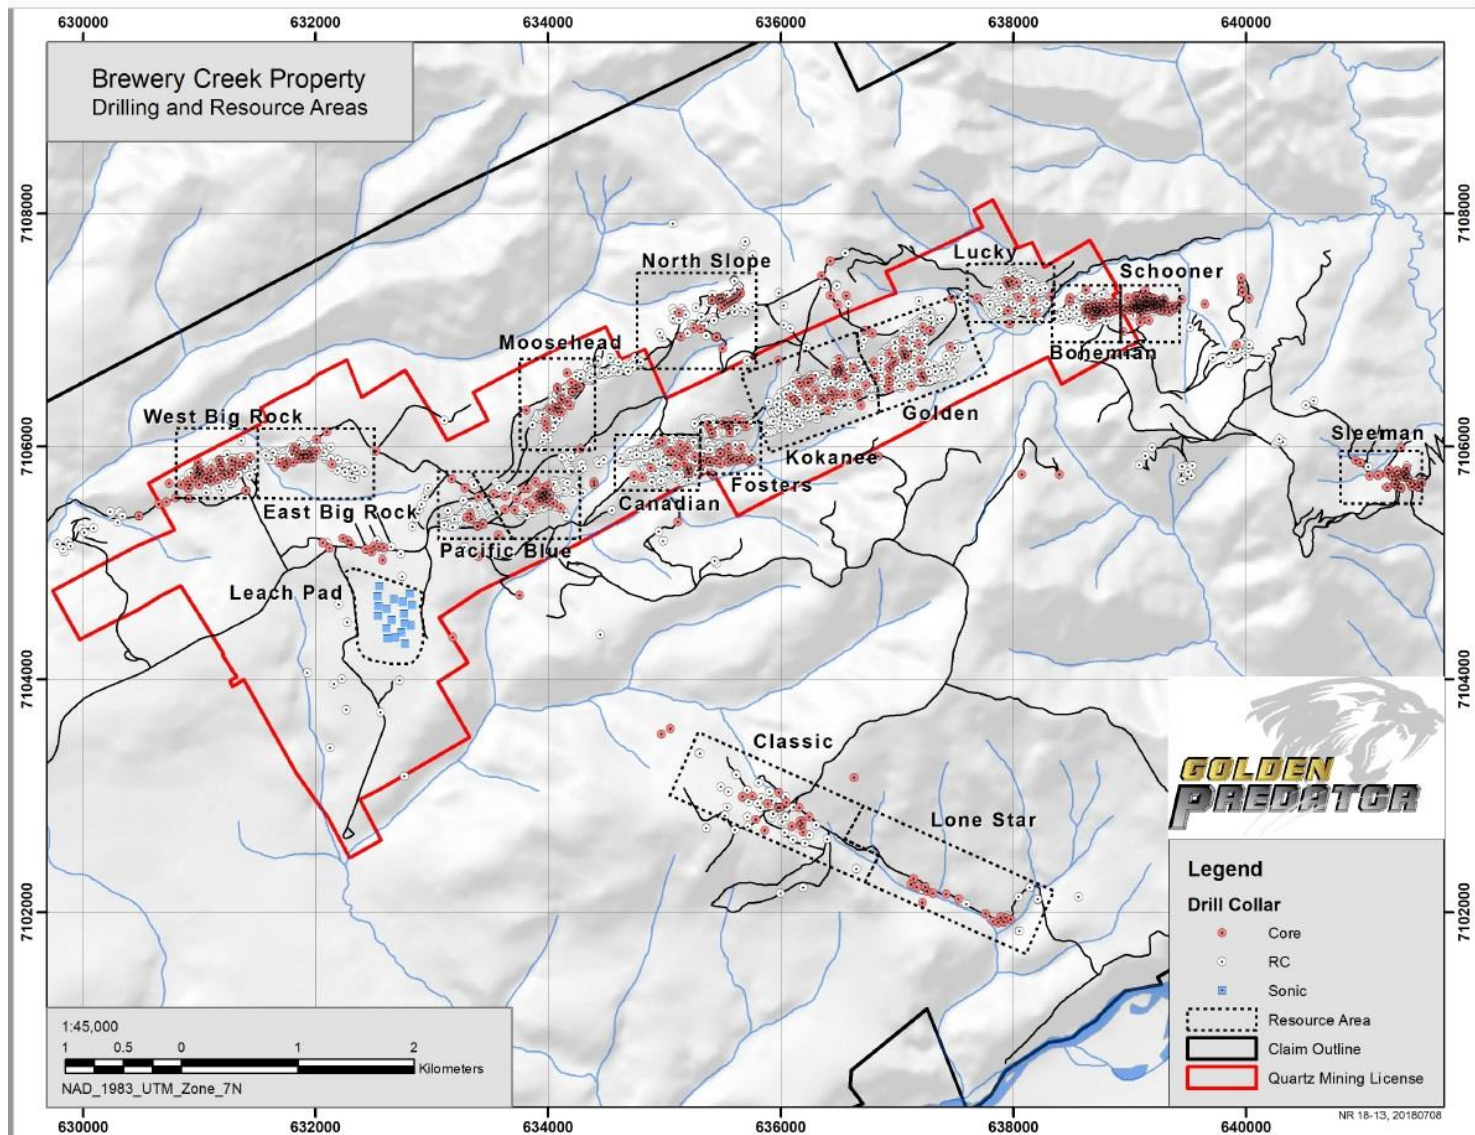 630000 632000 634000 636000 638000 640000
Brewery Creek Property
Drilling and Resource Areas
7108000 7108000
North Slope
Lucky
Schooner
Moosehead
Bohemian
West Big Rock
Golden
7106000 7106000
Sleeman
Kokanee
Fosters
Canadian
East Big Rock
Pacific Blue
Leach Pad
7104000 7104000
Classic
GOLDEN
PREDATOR
Lone Star
Legend
Drill Collar
Core
RC
Sonic
Resource Area
Claim Outline
Quartz Mining License
7102000 7102000
1:45,000
1 0.5 0 1 2
Kilometers
NAD_1983_UTM_Zone_7N
NR 18-13, 20180708
630000 632000 634000 636000 638000 640000